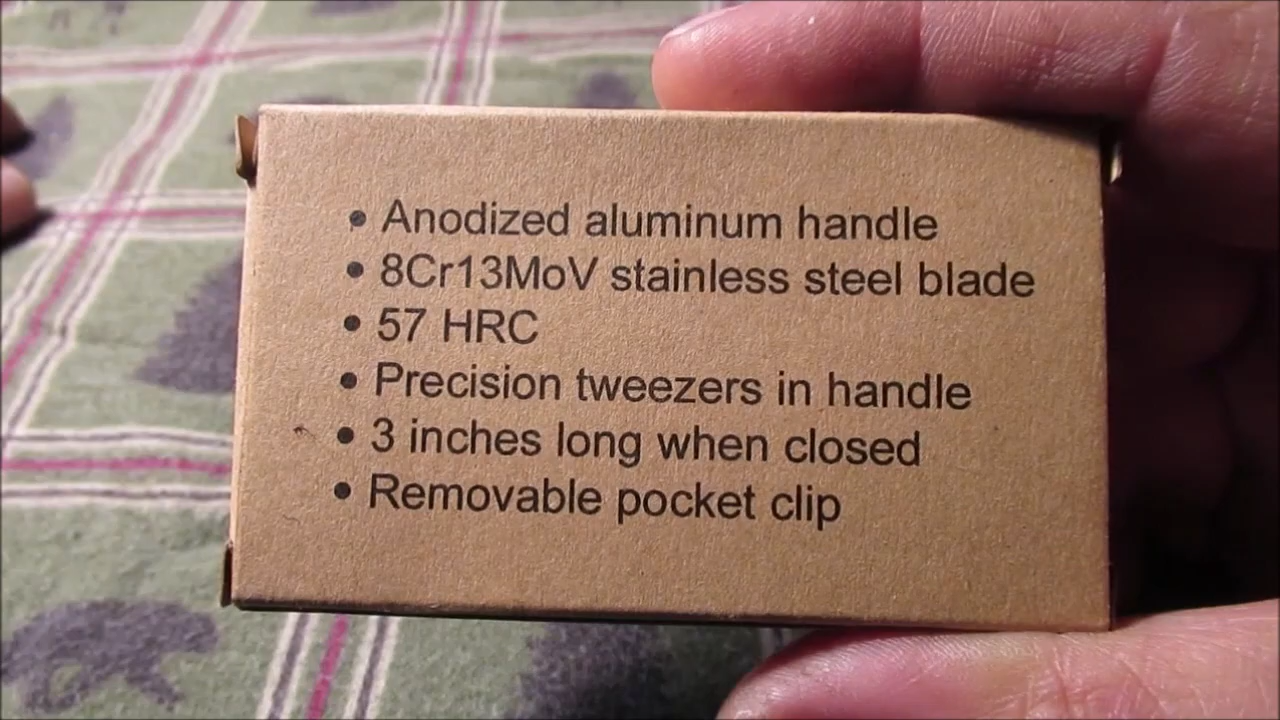 • Anodized aluminum handle
• 8Cr13MoV stainless steel blade
• 57 HRC
• Precision tweezers in handle
• 3 inches long when closed
• Removable pocket clip